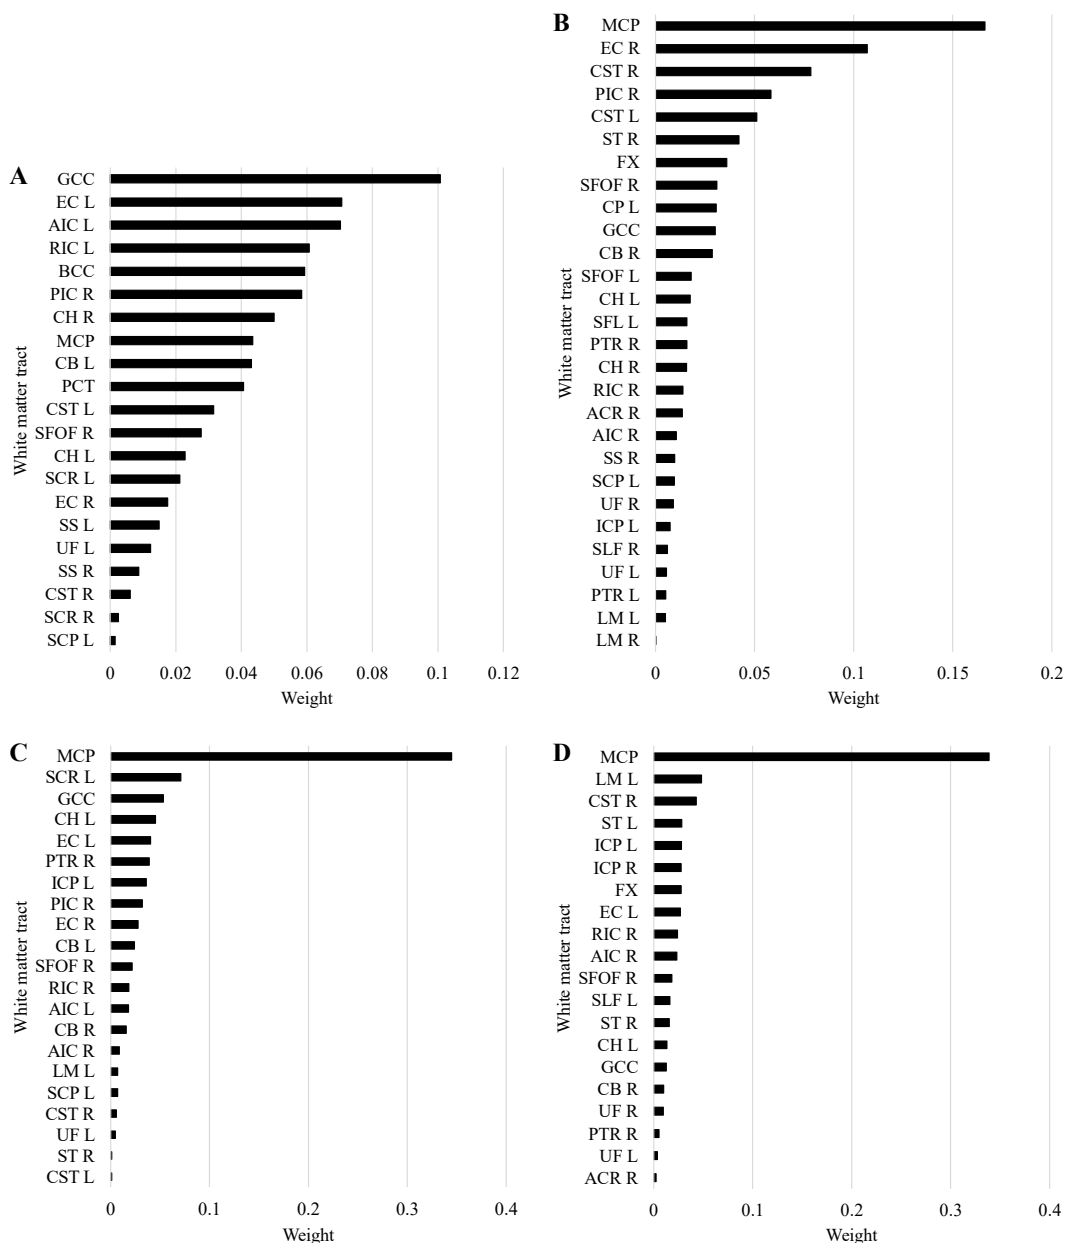 A
GCC
EC L
AIC L
RIC L
BCC
PIC R
CH R
MCP
CB L
PCT
CST L
SFOF R
CH L
SCR L
EC R
SS L
UF L
SS R
CST R
SCR R
SCP L
White matter tract
0 0.02 0.04 0.06 0.08 0.1 0.12
Weight
B
MCP
EC R
CST R
PIC R
CST L
ST R
FX
SFOF R
CP L
GCC
CB R
SFOF L
CH L
SFL L
PTR R
CH R
RIC R
ACR R
AIC R
SS R
SCP L
UF R
ICP L
SLF R
UF L
PTR L
LM L
LM R
White matter tract
0 0.05 0.1 0.15 0.2
Weight
C
MCP
SCR L
GCC
CH L
EC L
PTR R
ICP L
PIC R
EC R
CB L
SFOF R
RIC R
AIC L
CB R
AIC R
LM L
SCP L
CST R
UF L
ST R
CST L
White matter tract
0 0.1 0.2 0.3 0.4
Weight
D
MCP
LM L
CST R
ST L
ICP L
ICP R
FX
EC L
RIC R
AIC R
SFOF R
SLF L
ST R
CH L
GCC
CB R
UF R
PTR R
UF L
ACR R
White matter tract
0 0.1 0.2 0.3 0.4
Weight